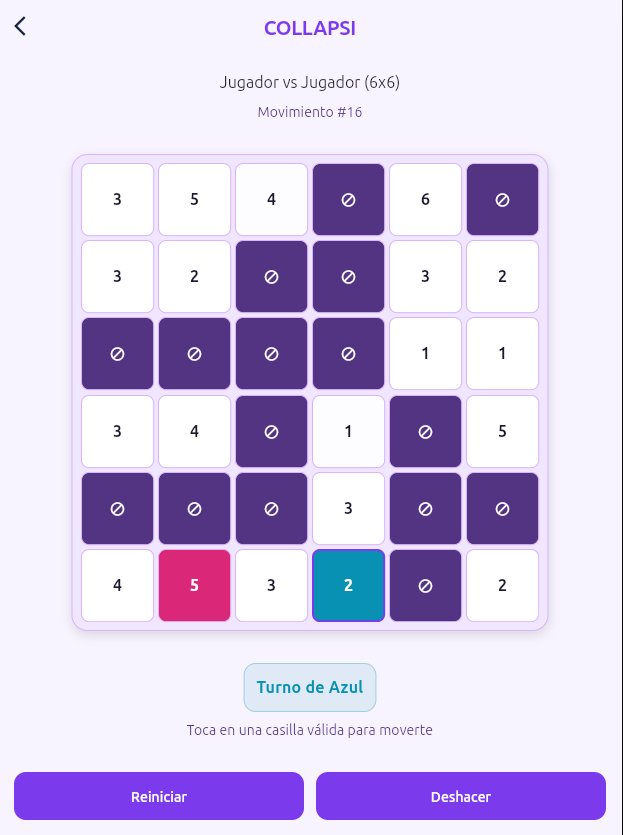 COLLAPSI
Jugador vs Jugador (6x6)
Movimiento #16
3 5 4 6
3 2 3 2
1 1
3 4 1 5
3
4 5 3 2 2
Turno de Azul
Toca en una casilla válida para moverte
Reiniciar Deshacer